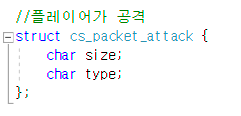 //플레이어가 공격
struct cs_packet_attack {
    char size;
    char type;
};